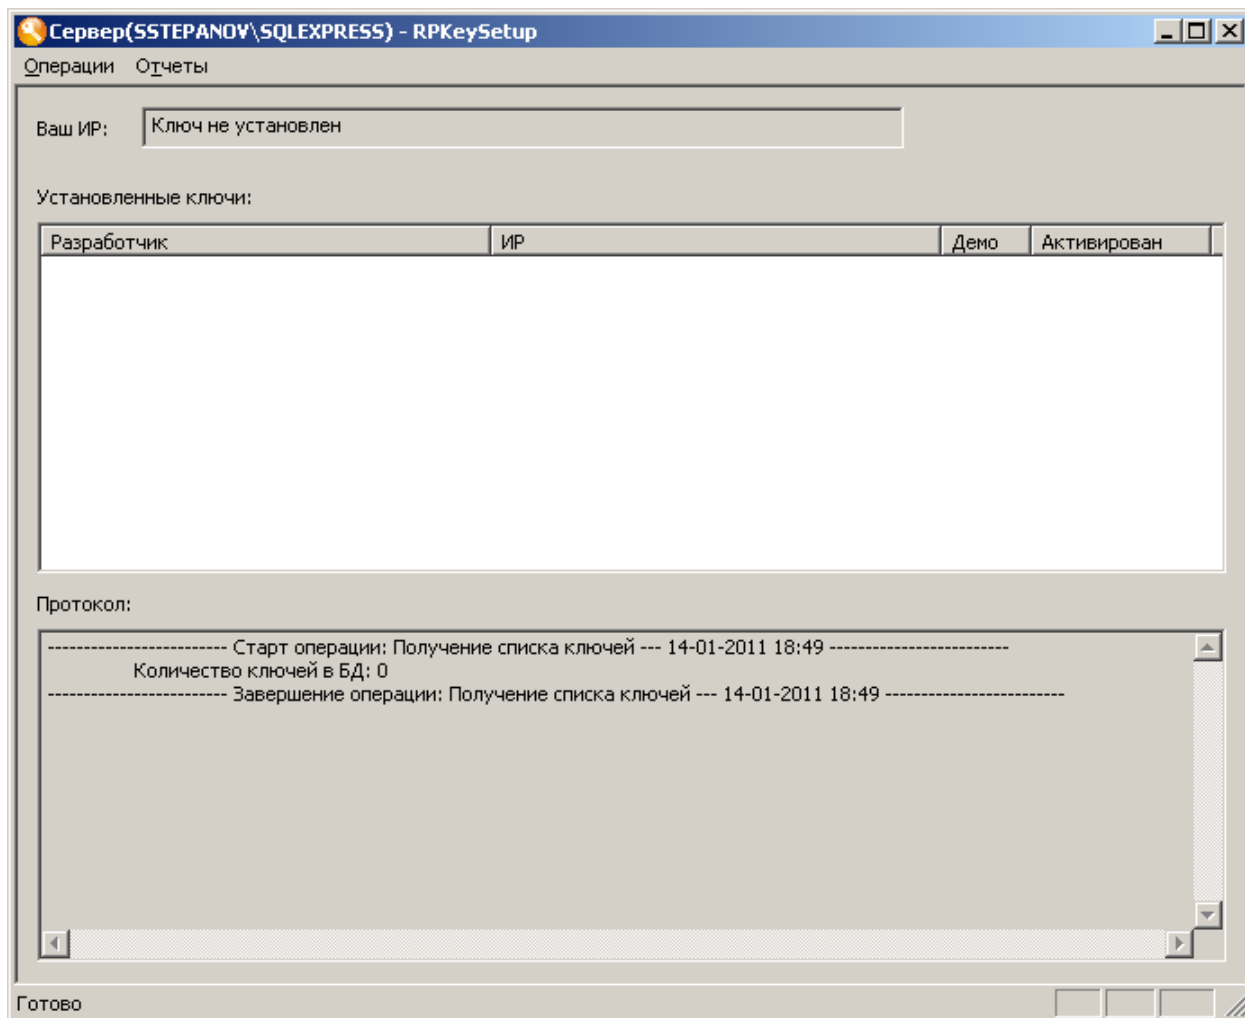 Сервер(SSTEPANOV\SQLEXPRESS) - RPKeySetup
Операции Отчеты
Ваш ИР: Ключ не установлен
Установленные ключи:
Разработчик ИР Демо Активирован
Протокол:
-------------------------- Старт операции: Получение списка ключей --- 14-01-2011 18:49 --------------------------
Количество ключей в БД: 0
-------------------------- Завершение операции: Получение списка ключей --- 14-01-2011 18:49 --------------------------
Готово